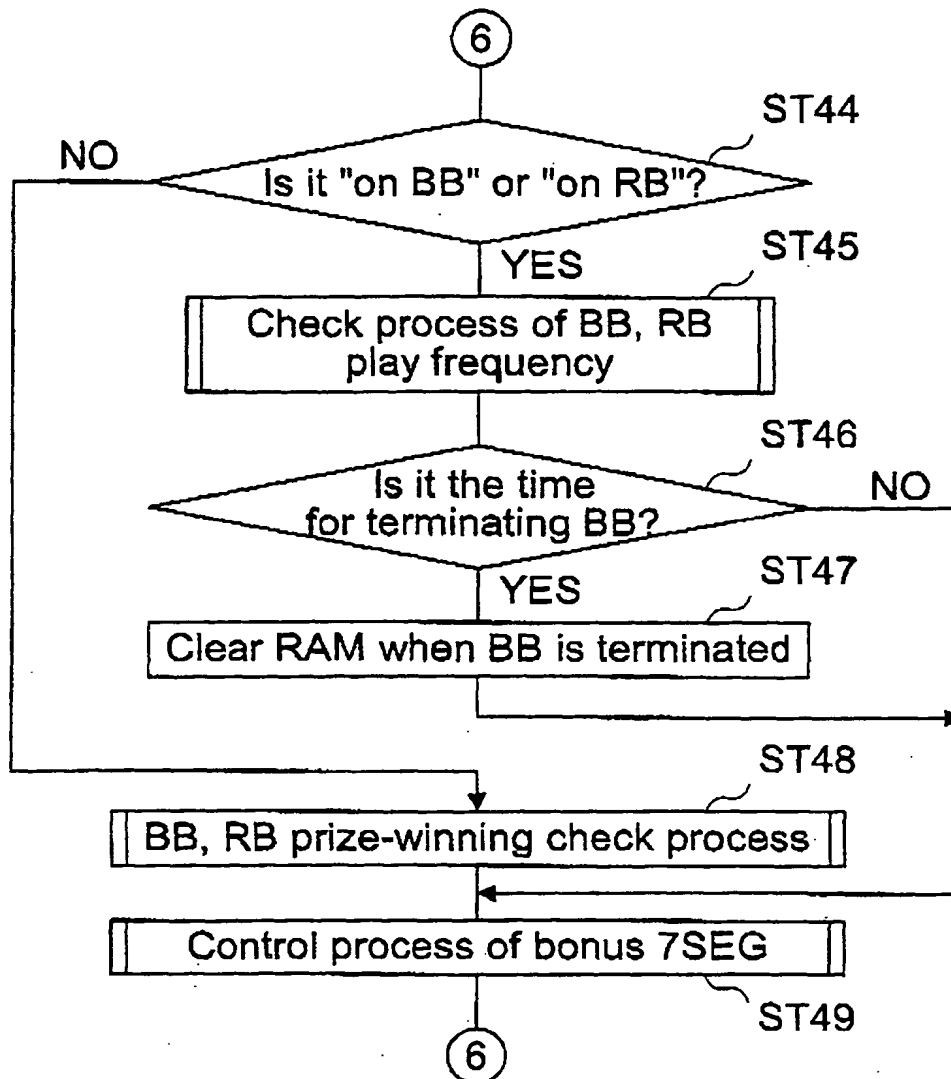 6
ST44
NO
Is it "on BB" or "on RB"?
YES
ST45
Check process of BB, RB
play frequency
ST46
Is it the time
for terminating BB?
NO
YES
ST47
Clear RAM when BB is terminated
ST48
BB, RB prize-winning check process
Control process of bonus 7SEG
ST49
6